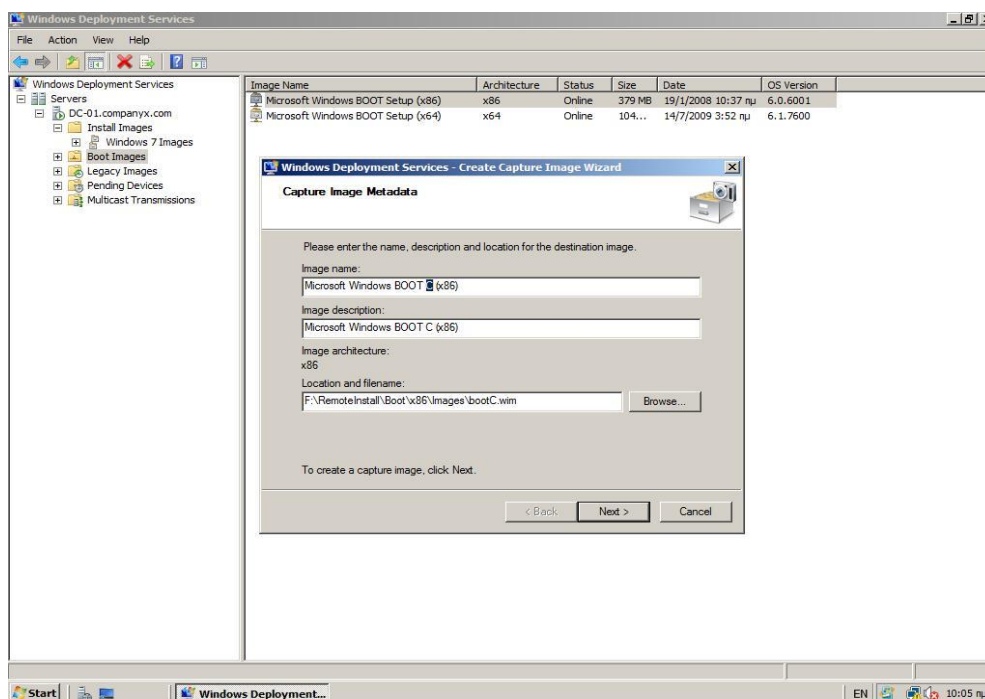 Windows Deployment Services
File Action View Help
Windows Deployment Services
Servers
DC-01.companyx.com
Install Images
Windows 7 Images
Boot Images
Legacy Images
Pending Devices
Multicast Transmissions
Image Name Architecture Status Size Date OS Version
Microsoft Windows BOOT Setup (x86) x86 Online 379 MB 19/1/2008 10:37 πμ 6.0.6001
Microsoft Windows BOOT Setup (x64) x64 Online 104... 14/7/2009 3:52 πμ 6.1.7600
Windows Deployment Services - Create Capture Image Wizard
Capture Image Metadata
Please enter the name, description and location for the destination image.
Image name:
Microsoft Windows BOOT C (x86)
Image description:
Microsoft Windows BOOT C (x86)
Image architecture:
x86
Location and filename:
F:\RemoteInstall\Boot\x86\Images\bootC.wim
Browse...
To create a capture image, click Next.
< Back Next > Cancel
Start Windows Deployment... EN 10:05 πμ